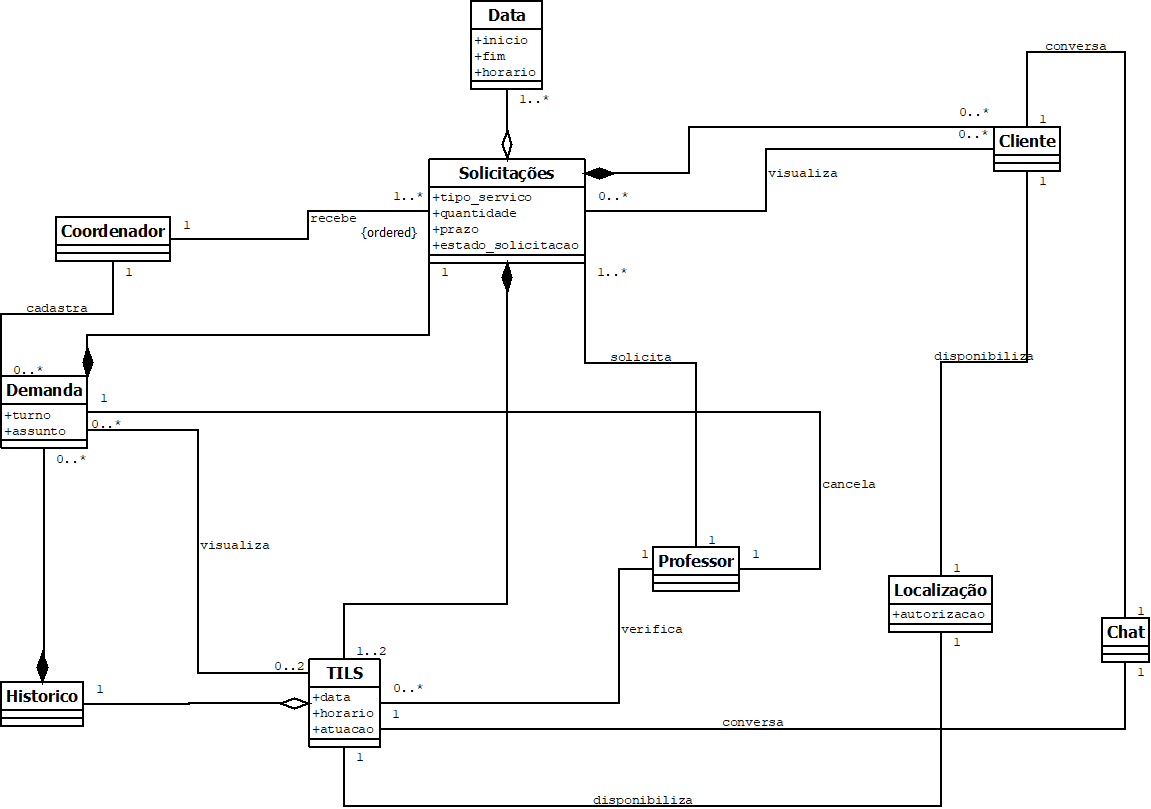 Data
+inicio
+fim
+horario
1..*
conversa
0..*
1
0..*
Cliente
1
visualiza
Solicitações
+tipo_servico
+quantidade
+prazo
+estado_solicitacao
1..*
0..*
recebe
{ordered}
1
Coordenador
1
1
1..*
cadastra
solicita
disponibiliza
0..*
Demanda
+turno
+assunto
1
0..*
0..*
cancela
visualiza
1
1
1
Professor
1
Localização
+autorizacao
1
1
Chat
1
verifica
1..2
0..2
TILS
+data
+horario
+atuacao
0..*
1
1
Historico
1
conversa
disponibiliza